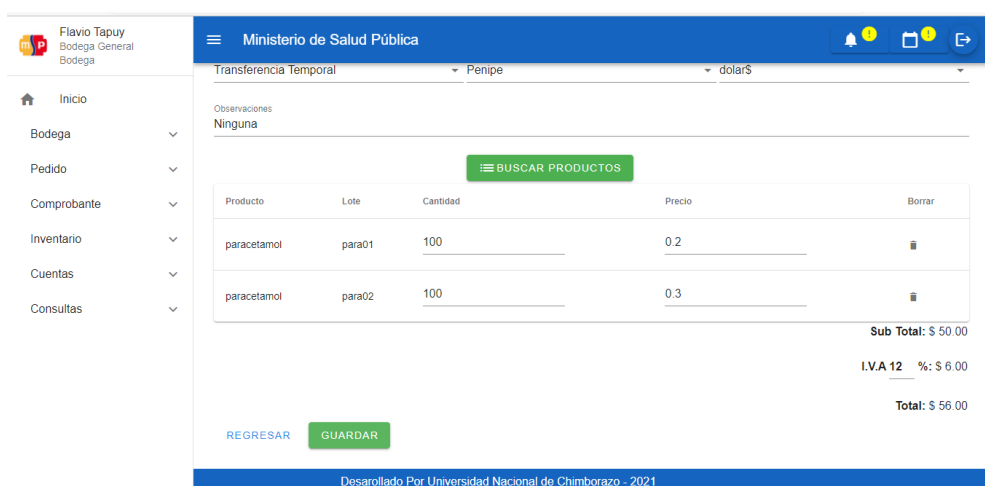 mSP
Flavio Tapuy
Bodega General
Bodega
Ministerio de Salud Pública
! !
Inicio
Bodega
Pedido
Comprobante
Inventario
Cuentas
Consultas
Transferencia Temporal Penipe dolar$
Observaciones
Ninguna
BUSCAR PRODUCTOS
Producto Lote Cantidad Precio Borrar
paracetamol para01 100 0.2
paracetamol para02 100 0.3
Sub Total: $ 50.00
I.V.A 12 %: $ 6.00
Total: $ 56.00
REGRESAR GUARDAR
Desarollado Por Universidad Nacional de Chimborazo - 2021